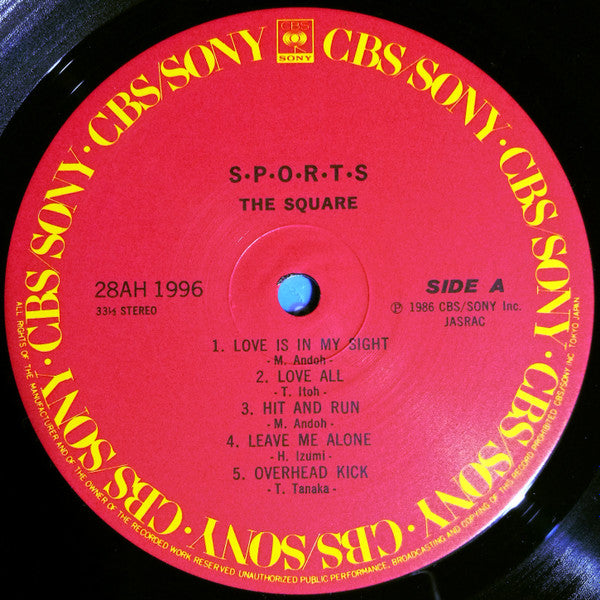 CBS
SONY
CBS/SONY · CBS/SONY · CBS/SONY · CBS/SONY · CBS/SONY · CBS/SONY · CBS/SONY · CBS/SONY
S·P·O·R·T·S
THE SQUARE
28AH 1996
33⅓ STEREO
SIDE A
Ⓟ 1986 CBS/SONY Inc.
JASRAC
1. LOVE IS IN MY SIGHT
- M. Andoh -
2. LOVE ALL
- T. Itoh -
3. HIT AND RUN
- M. Andoh -
4. LEAVE ME ALONE
- H. Izumi -
5. OVERHEAD KICK
- T. Tanaka -
ALL RIGHTS OF THE MANUFACTURER AND OF THE OWNER OF THE RECORDED WORK RESERVED. UNAUTHORIZED PUBLIC PERFORMANCE, BROADCASTING AND COPYING OF THIS RECORD PROHIBITED CBS/SONY INC. TOKYO JAPAN